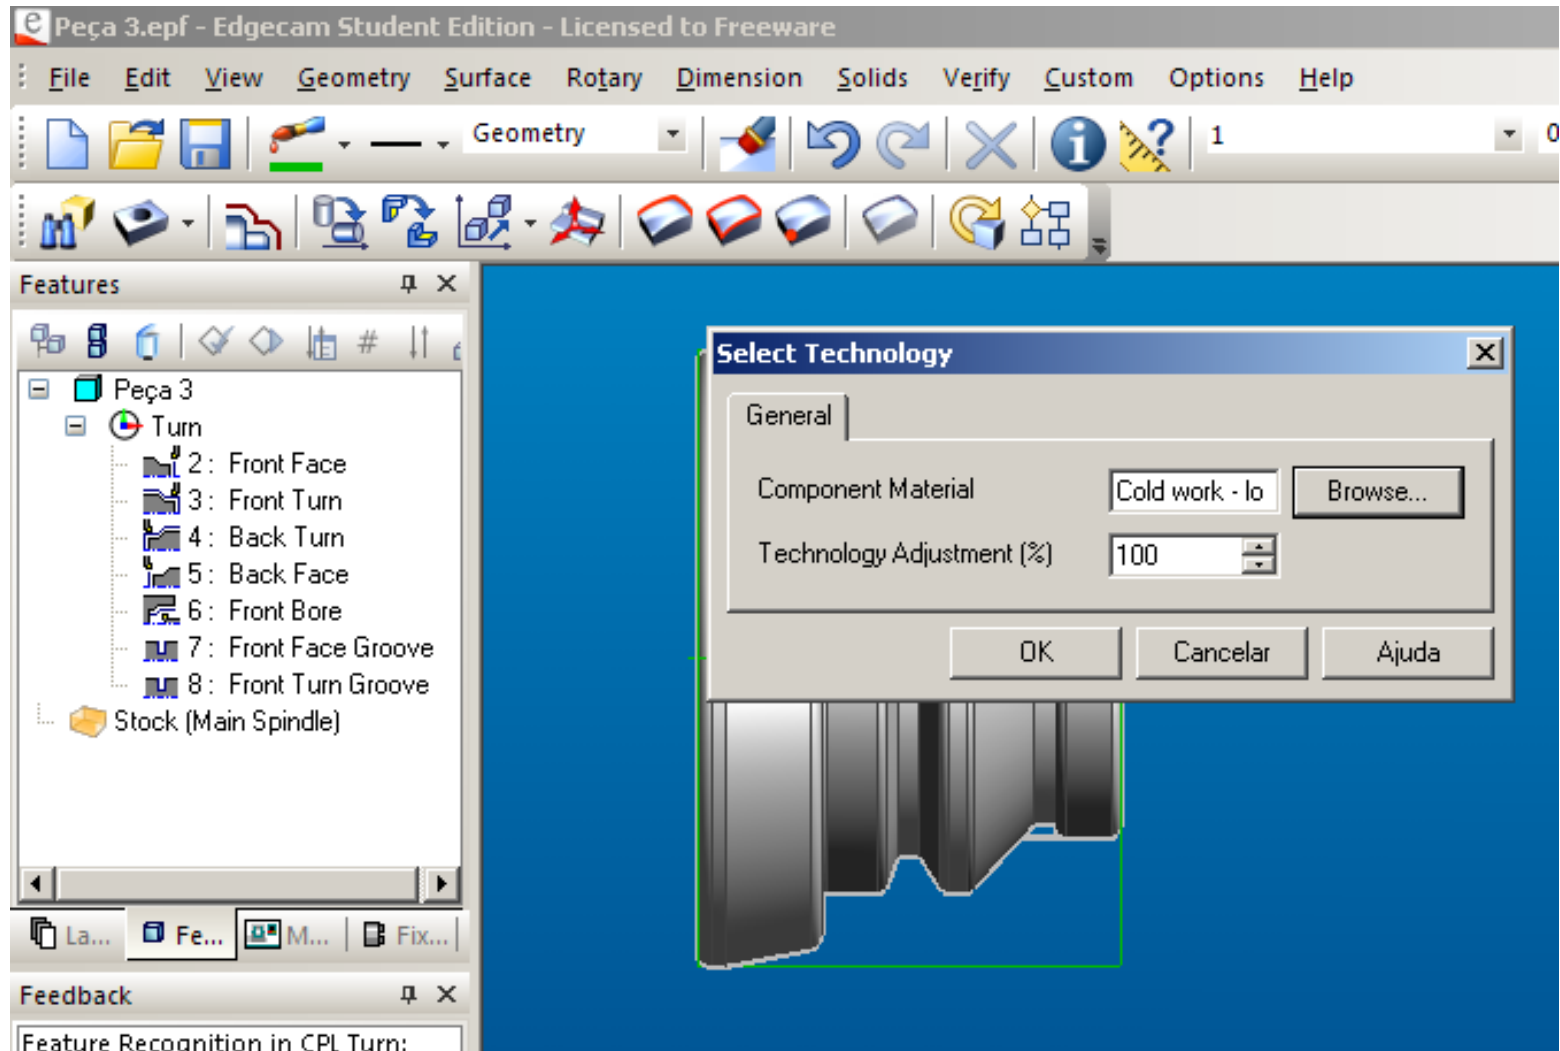 Peça 3.epf - Edgecam Student Edition - Licensed to Freeware
File Edit View Geometry Surface Rotary Dimension Solids Verify Custom Options Help
Geometry 1 0
Features
#
Peça 3
Turn
2 : Front Face
3 : Front Turn
4 : Back Turn
5 : Back Face
6 : Front Bore
7 : Front Face Groove
8 : Front Turn Groove
Stock (Main Spindle)
La... Fe... M... Fix...
Feedback
Feature Recognition in CPL Turn:
Select Technology
General
Component Material Cold work - lo Browse...
Technology Adjustment (%) 100
OK Cancelar Ajuda